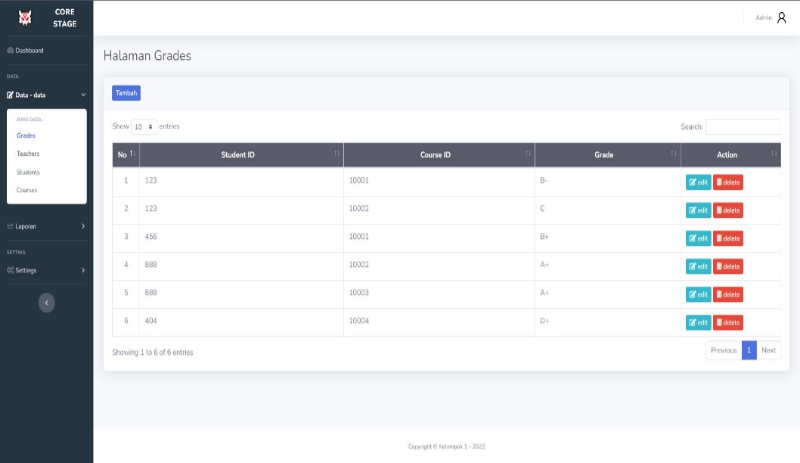 CORE
STAGE
Admin
Dashboard
DATA
Data - data
JENIS DATA :
Grades
Teachers
Students
Courses
Laporan
SETTING
Settings
Halaman Grades
Tambah
Show 10 entries
Search:
No Student ID Course ID Grade Action
1 123 10001 B- edit delete
2 123 10002 C edit delete
3 456 10001 B+ edit delete
4 888 10002 A+ edit delete
5 888 10003 A+ edit delete
6 404 10004 D+ edit delete
Showing 1 to 6 of 6 entries
Previous 1 Next
Copyright © Kelompok 1 - 2022